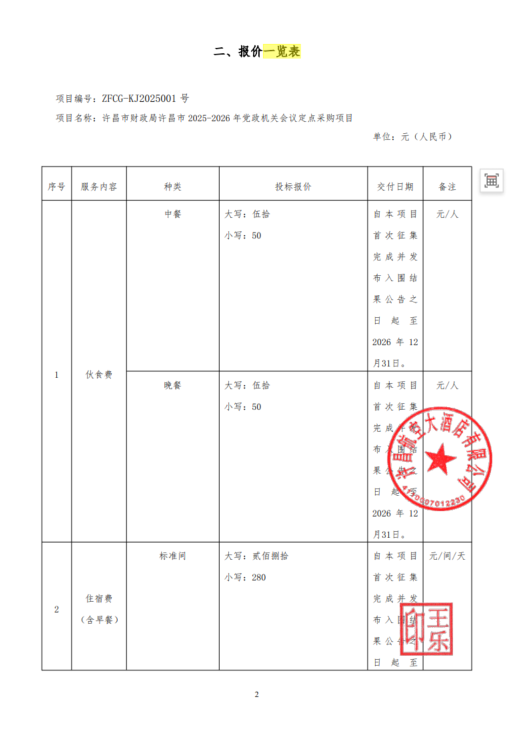 二、报价一览表
项目编号：ZFCG-KJ2025001 号
项目名称：许昌市财政局许昌市 2025-2026 年党政机关会议定点采购项目
单位：元（人民币）
序号 服务内容 种类 投标报价 交付日期 备注
1
伙食费
中餐
大写：伍拾
小写：50
自本项目
首次征集
完成并发
布入围结
果公告之
日起至
2026 年 12
月31日。
元/人
晚餐
大写：伍拾
小写：50
自本项目
首次征集
完成并发
布入围结
果公告之
日起至
2026 年 12
月31日。
元/人
2
住宿费
（含早餐）
标准间
大写：贰佰捌拾
小写：280
自本项目
首次征集
完成并发
布入围结
果公告之
日起至
元/间/天
大酒店有限公司
王乐
印
2